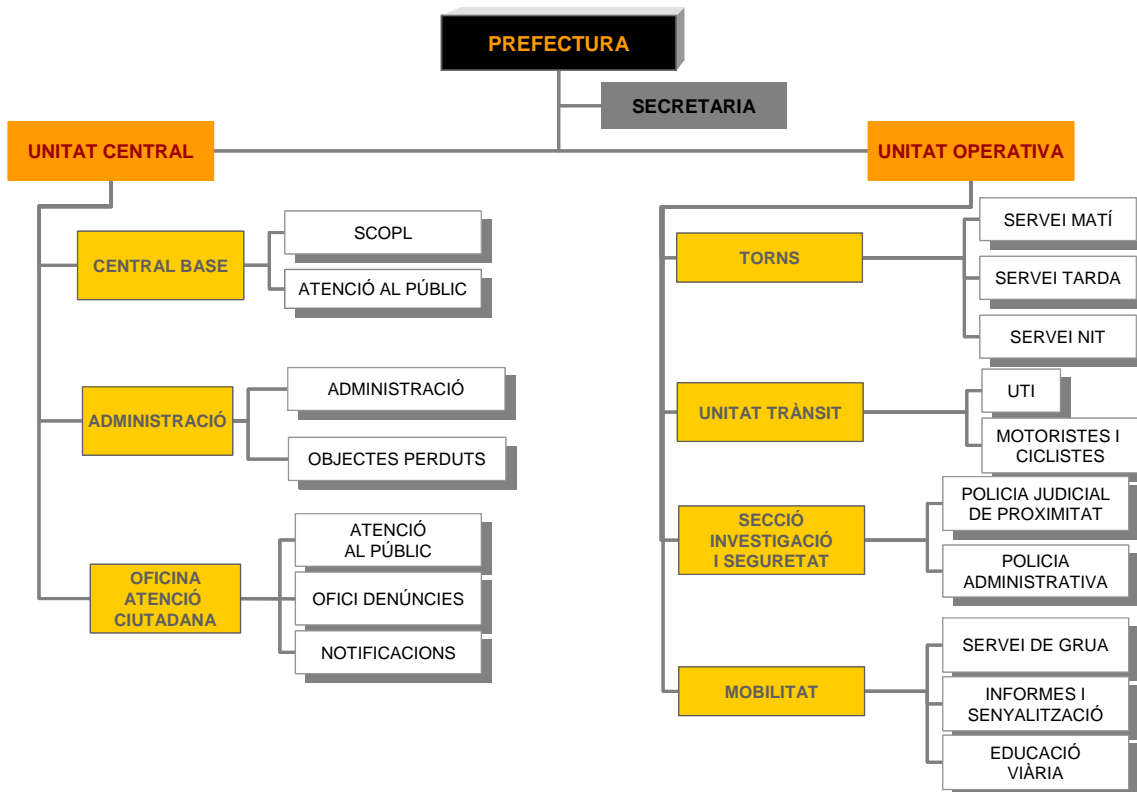 PREFECTURA
SECRETARIA
UNITAT CENTRAL
UNITAT OPERATIVA
CENTRAL BASE
SCOPL
ATENCIÓ AL PÚBLIC
ADMINISTRACIÓ
ADMINISTRACIÓ
OBJECTES PERDUTS
OFICINA
ATENCIÓ
CIUTADANA
ATENCIÓ
AL PÚBLIC
OFICI DENÚNCIES
NOTIFICACIONS
TORNS
SERVEI MATÍ
SERVEI TARDA
SERVEI NIT
UNITAT TRÀNSIT
UTI
MOTORISTES I
CICLISTES
SECCIÓ
INVESTIGACIÓ
I SEGURETAT
POLICIA JUDICIAL
DE PROXIMITAT
POLICIA
ADMINISTRATIVA
MOBILITAT
SERVEI DE GRUA
INFORMES I
SENYALITZACIÓ
EDUCACIÓ
VIÀRIA